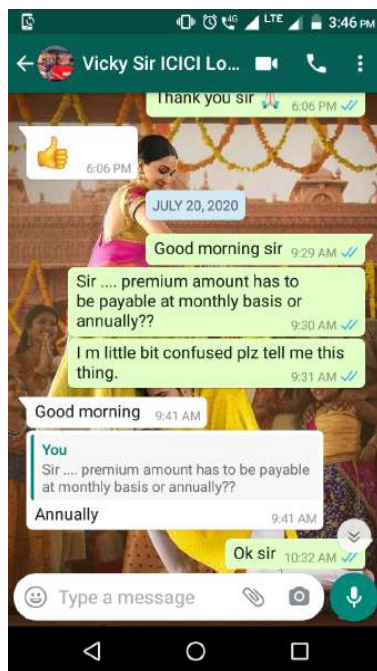 4G LTE 3:46 PM
Vicky Sir ICICI Lo...
Thank you sir 🙏 6:06 PM
👍 6:06 PM
JULY 20, 2020
Good morning sir 9:29 AM
Sir .... premium amount has to
be payable at monthly basis or
annually?? 9:30 AM
I m little bit confused plz tell me this
thing. 9:31 AM
Good morning 9:41 AM
You
Sir .... premium amount has to be payable
at monthly basis or annually??
Annually 9:41 AM
Ok sir 10:32 AM
Type a message